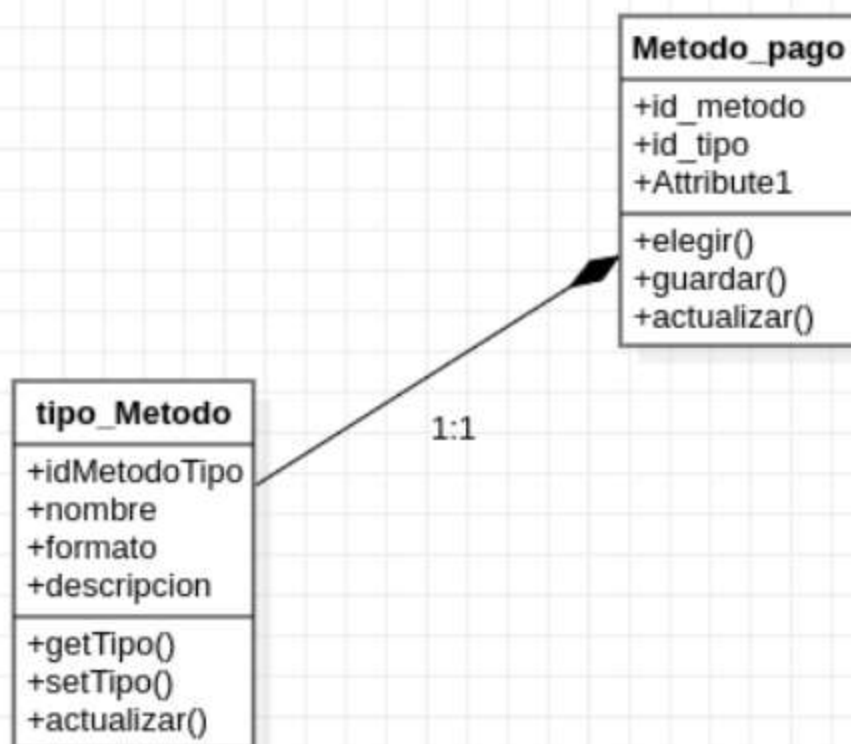 Metodo_pago
+id_metodo
+id_tipo
+Attribute1
+elegir()
+guardar()
+actualizar()
1:1
tipo_Metodo
+idMetodoTipo
+nombre
+formato
+descripcion
+getTipo()
+setTipo()
+actualizar()